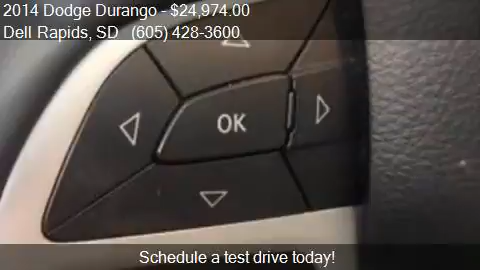 2014 Dodge Durango - $24,974.00
Dell Rapids, SD (605) 428-3600
OK
Schedule a test drive today!